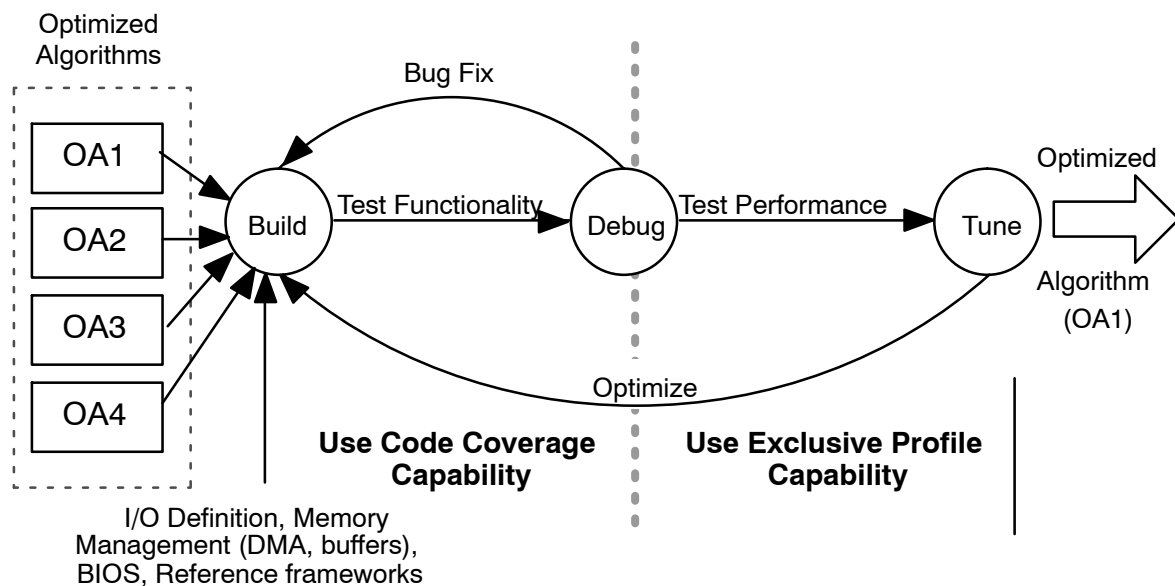 Optimized
Algorithms
OA1
OA2
OA3
OA4
Bug Fix
Build
Test Functionality
Debug
Test Performance
Tune
Optimized
Algorithm
(OA1)
Optimize
Use Code Coverage
Capability
Use Exclusive Profile
Capability
I/O Definition, Memory
Management (DMA, buffers),
BIOS, Reference frameworks